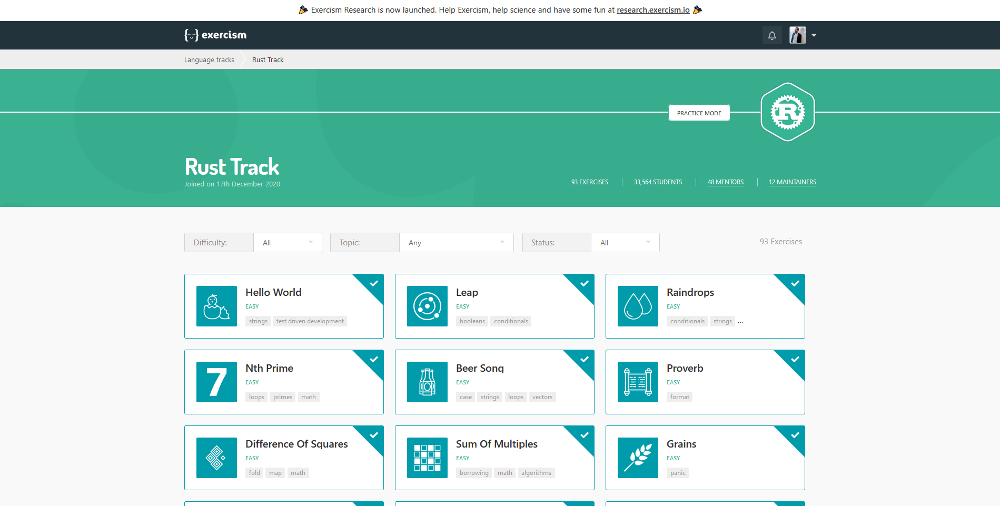 Exercism Research is now launched. Help Exercism, help science and have some fun at research.exercism.io
exercism
Language tracks
Rust Track
PRACTICE MODE
R
Rust Track
Joined on 17th December 2020
93 EXERCISES
33,564 STUDENTS
48 MENTORS
12 MAINTAINERS
Difficulty:
All
Topic:
Any
Status:
All
93 Exercises
Hello World
EASY
strings test driven development
Leap
EASY
booleans conditionals
Raindrops
EASY
conditionals strings ...
7
Nth Prime
EASY
loops primes math
Beer Song
EASY
case strings loops vectors
Proverb
EASY
format
Difference Of Squares
EASY
fold map math
Sum Of Multiples
EASY
borrowing math algorithms
Grains
EASY
panic